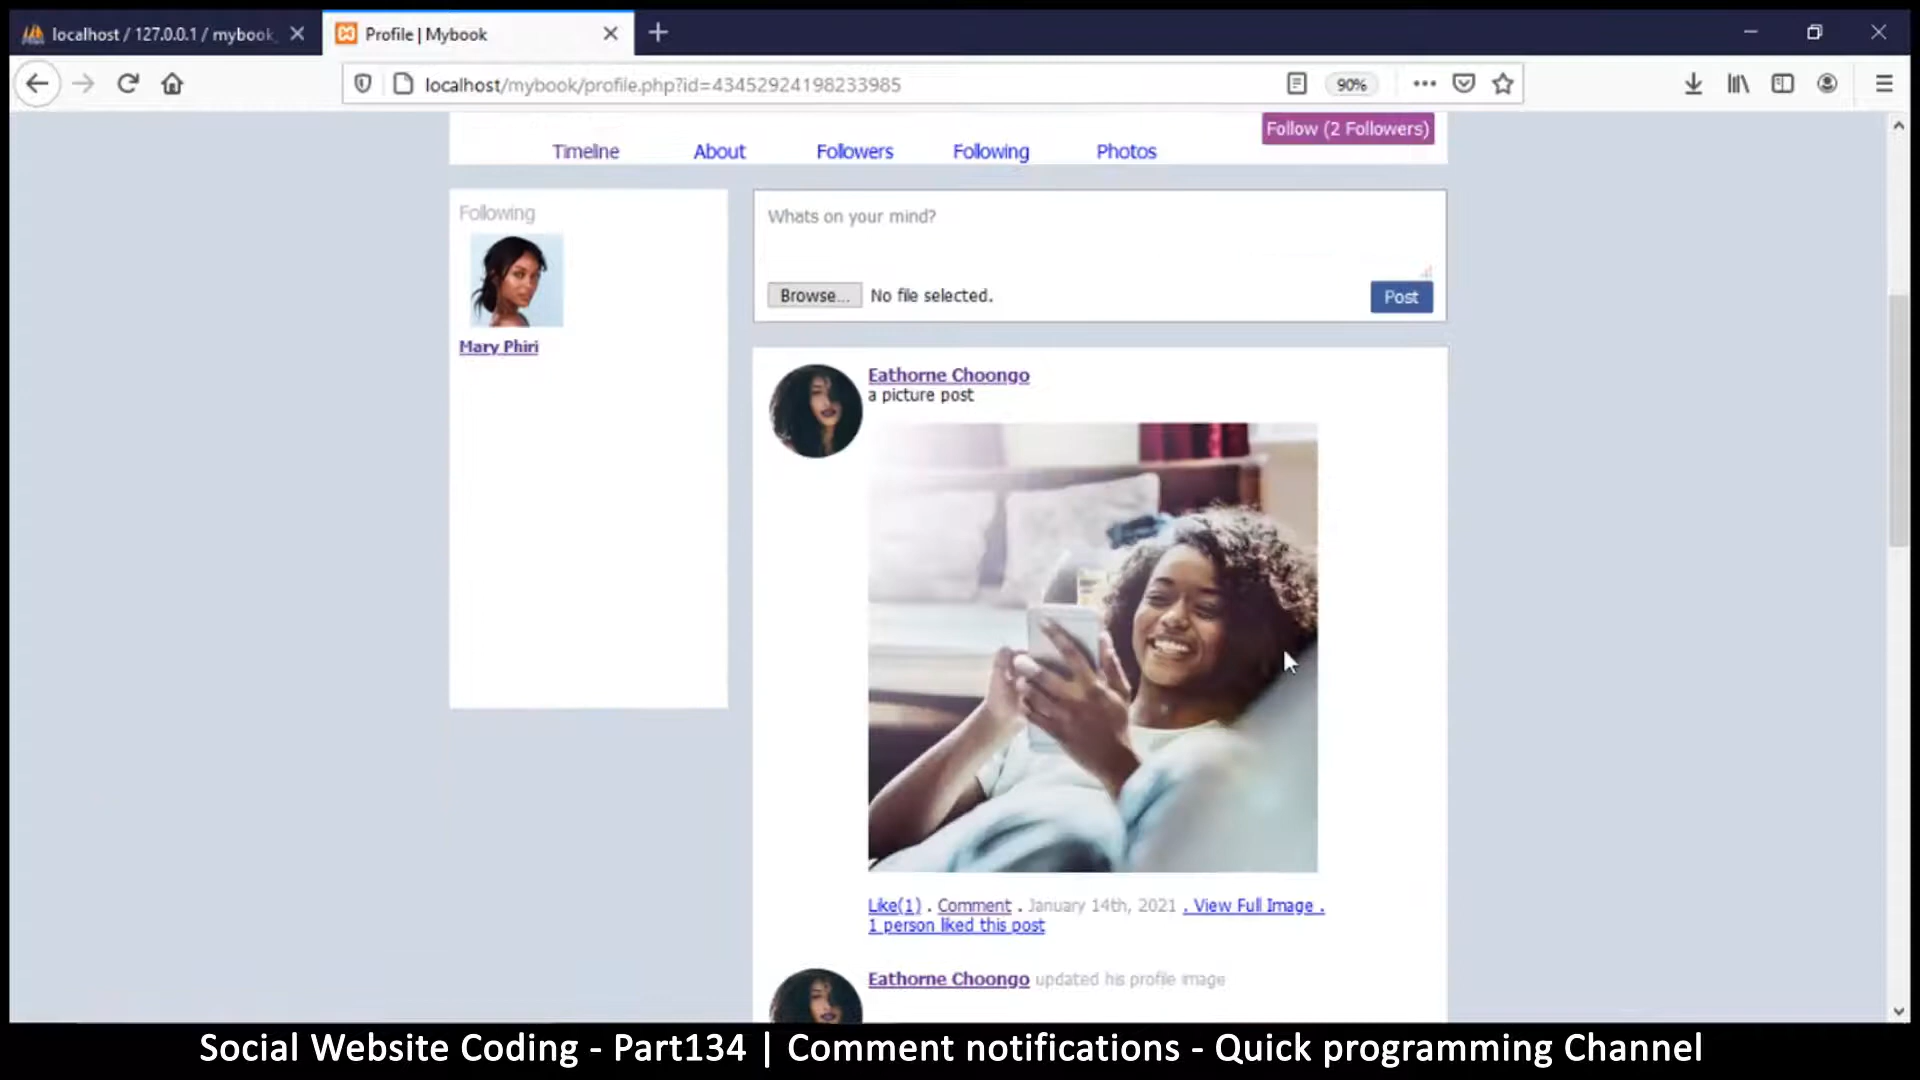 localhost / 127.0.0.1 / mybook_
Profile | Mybook
localhost/mybook/profile.php?id=43452924198233985
90%
Follow (2 Followers)
Timeline
About
Followers
Following
Photos
Following
Mary Phiri
Whats on your mind?
Browse...
No file selected.
Post
Eathorne Choongo
a picture post
Like(1) . Comment . January 14th, 2021 . View Full Image .
1 person liked this post
Eathorne Choongo updated his profile image
Social Website Coding - Part134 | Comment notifications - Quick programming Channel